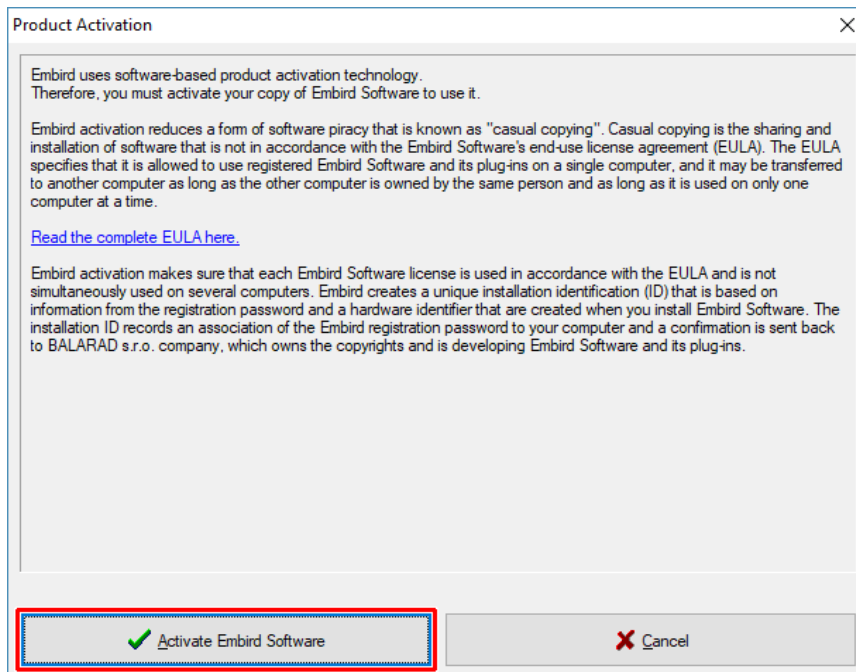 Product Activation
Embird uses software-based product activation technology.
Therefore, you must activate your copy of Embird Software to use it.
Embird activation reduces a form of software piracy that is known as "casual copying". Casual copying is the sharing and
installation of software that is not in accordance with the Embird Software's end-use license agreement (EULA). The EULA
specifies that it is allowed to use registered Embird Software and its plug-ins on a single computer, and it may be transferred
to another computer as long as the other computer is owned by the same person and as long as it is used on only one
computer at a time.
Read the complete EULA here.
Embird activation makes sure that each Embird Software license is used in accordance with the EULA and is not
simultaneously used on several computers. Embird creates a unique installation identification (ID) that is based on
information from the registration password and a hardware identifier that are created when you install Embird Software. The
installation ID records an association of the Embird registration password to your computer and a confirmation is sent back
to BALARAD s.r.o. company, which owns the copyrights and is developing Embird Software and its plug-ins.
Activate Embird Software
Cancel